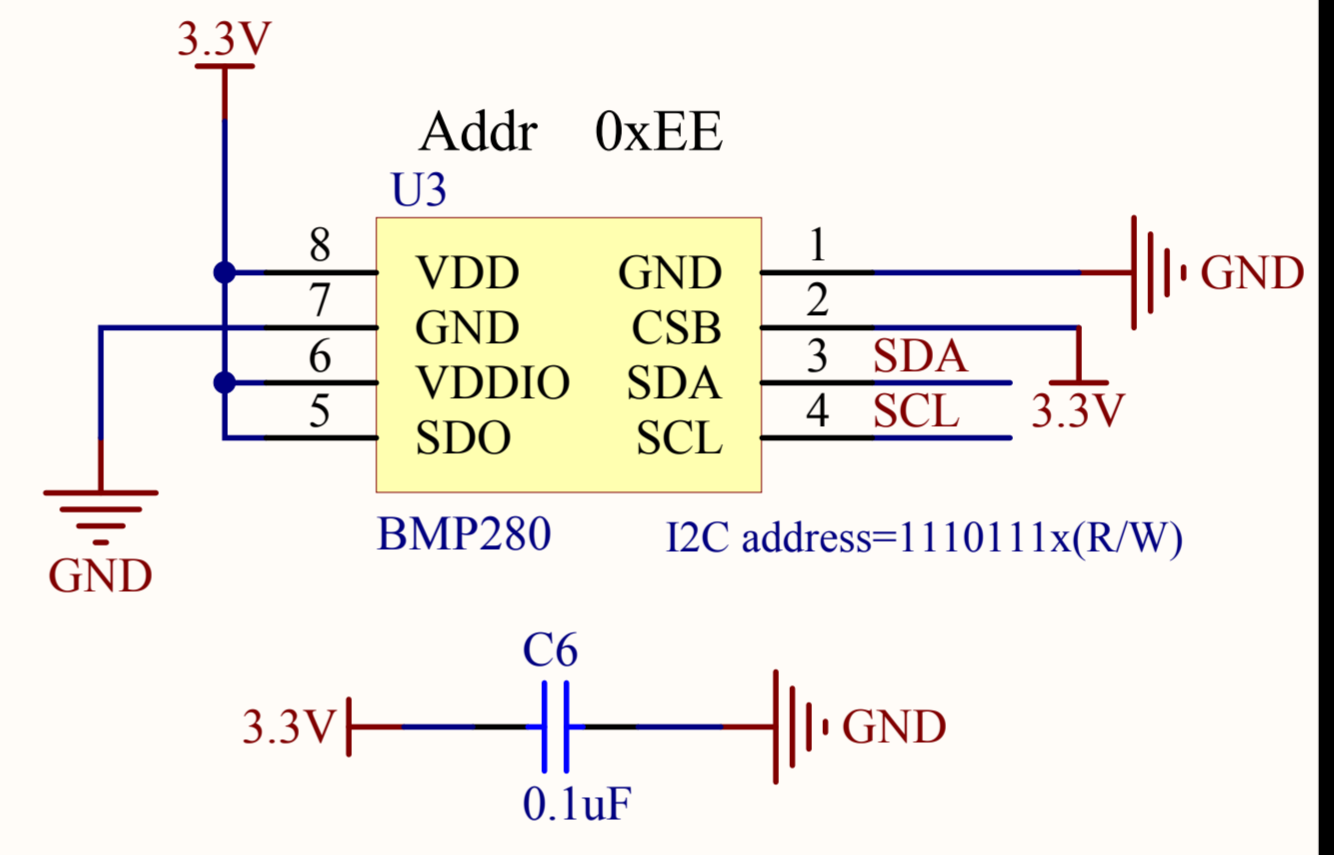 3.3V
Addr 0xEE
U3
8 VDD GND 1 GND
7 GND CSB 2
6 VDDIO SDA 3 SDA
5 SDO SCL 4 SCL 3.3V
BMP280 I2C address=1110111x(R/W)
GND
C6
3.3V GND
0.1uF